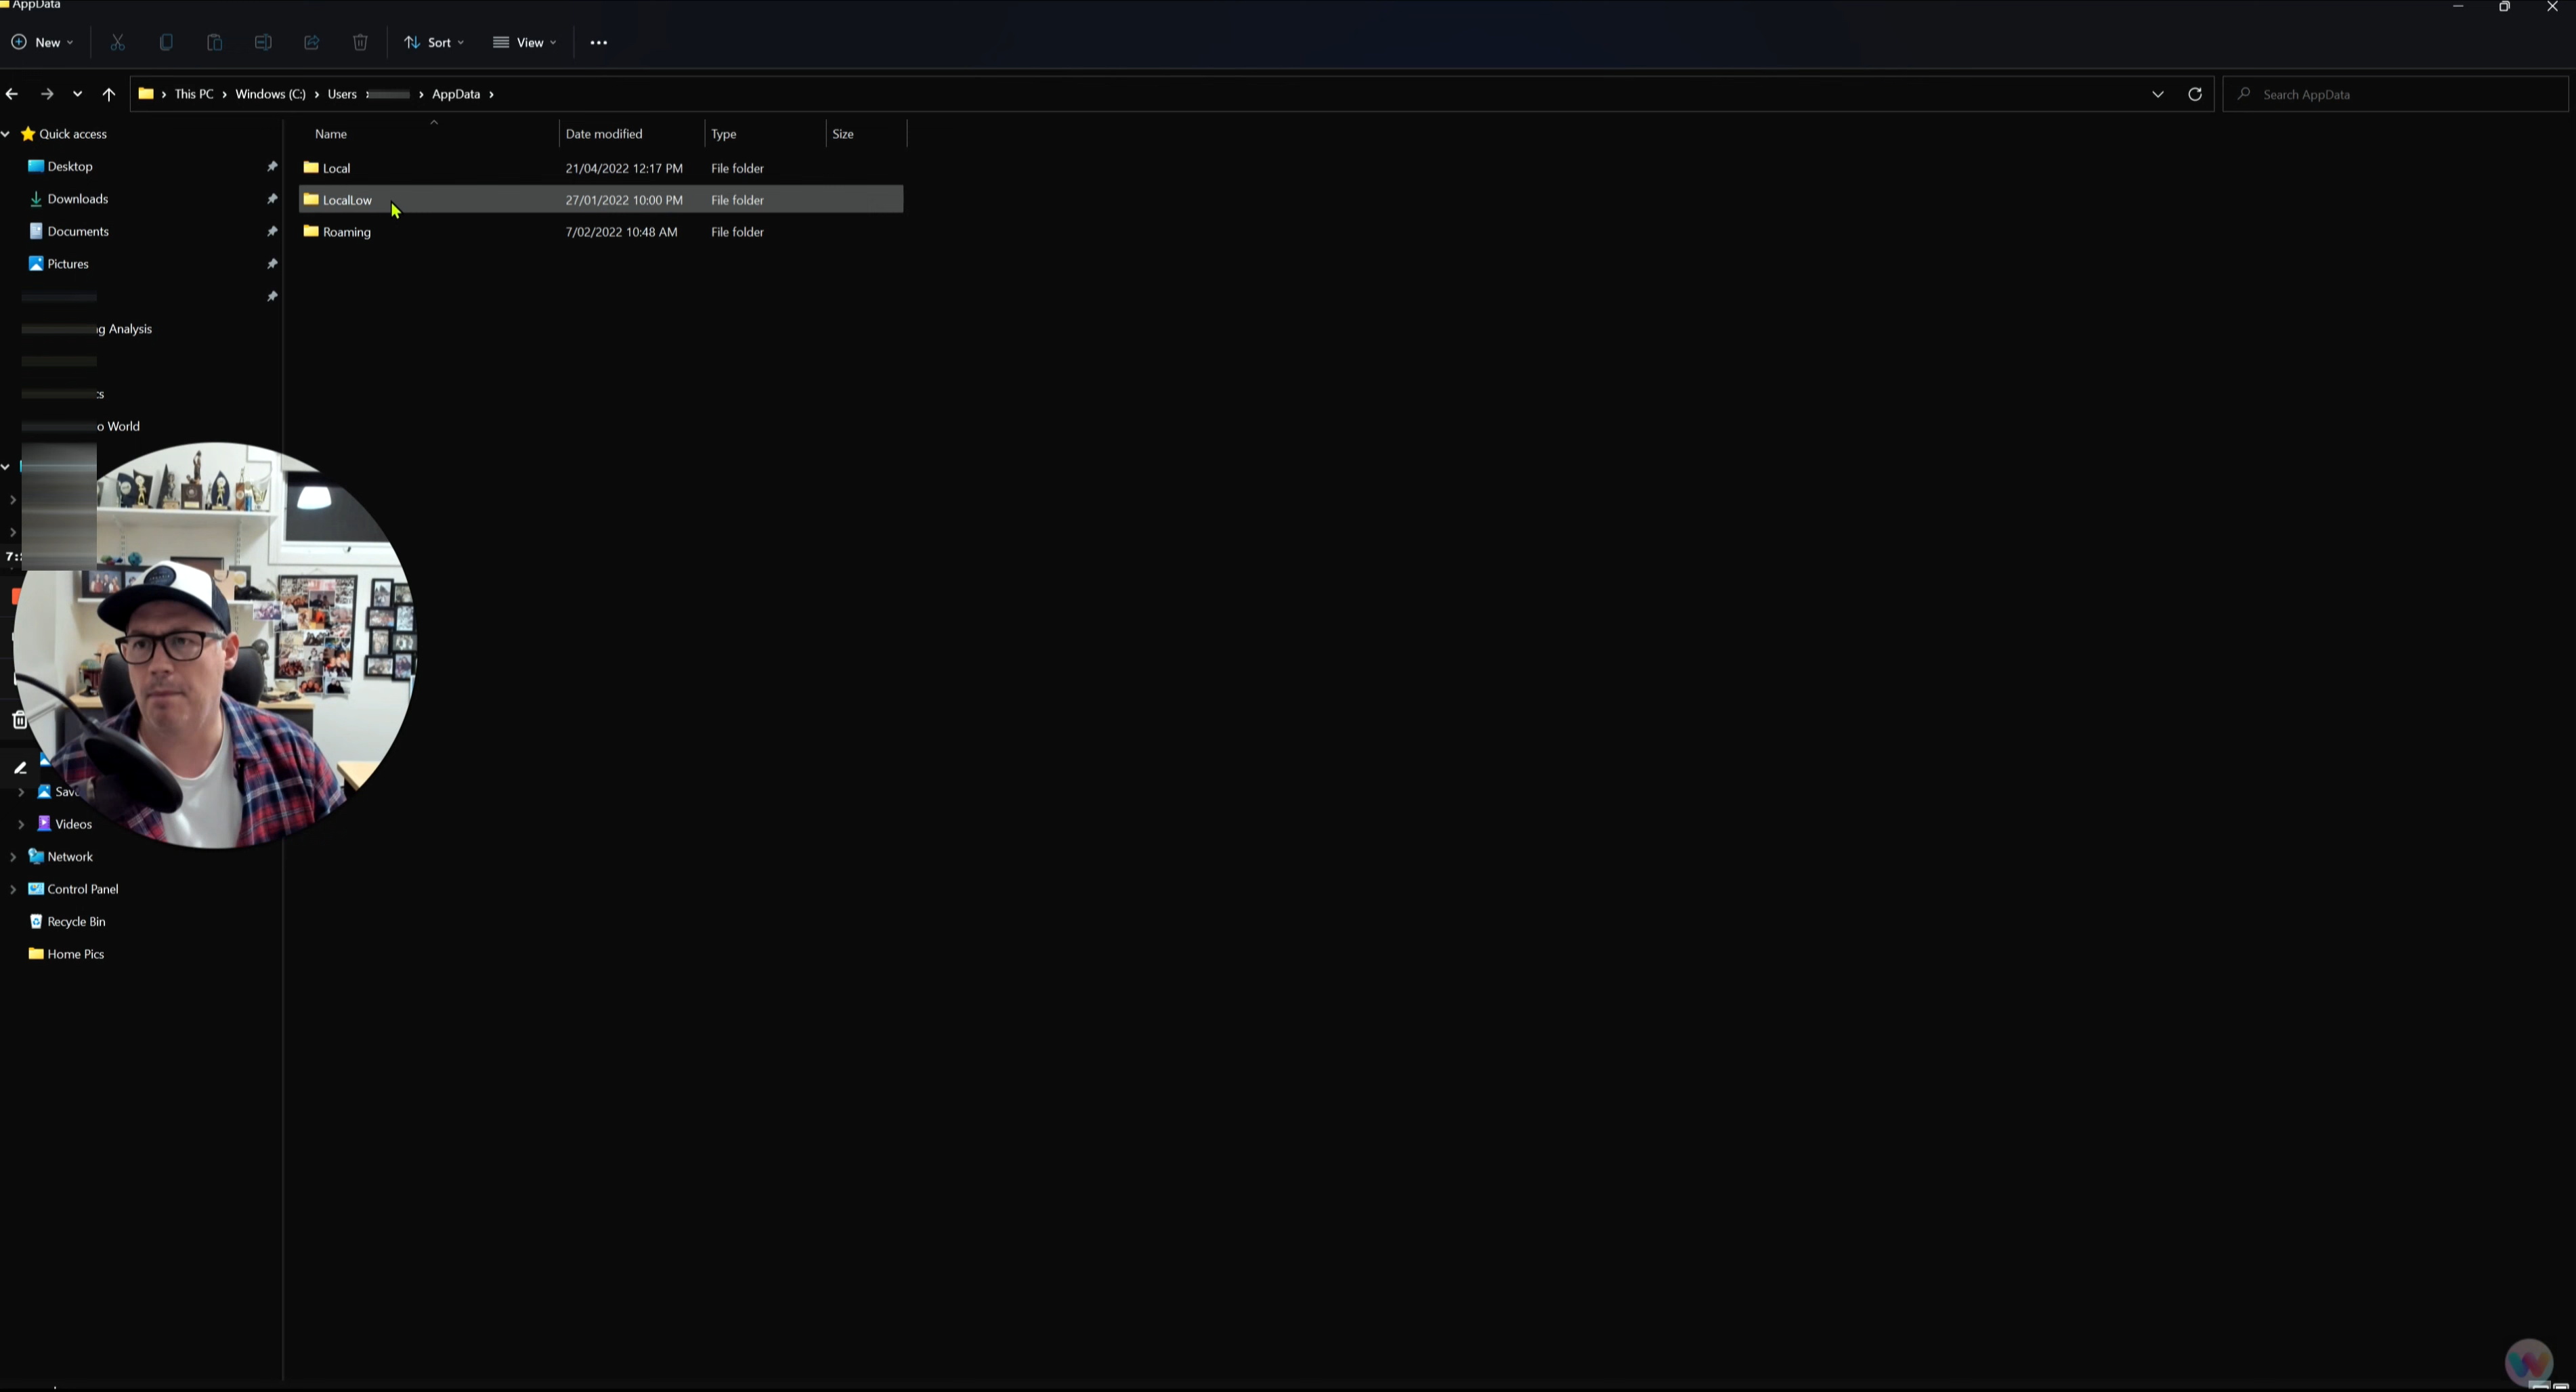 AppData
New
Sort
View
This PC
Windows (C:)
Users
AppData
Search AppData
Quick access
Name
Date modified
Type
Size
Desktop
Local
21/04/2022 12:17 PM
File folder
Downloads
LocalLow
27/01/2022 10:00 PM
File folder
Documents
Roaming
7/02/2022 10:48 AM
File folder
Pictures
Analysis
World
Videos
Network
Control Panel
Recycle Bin
Home Pics